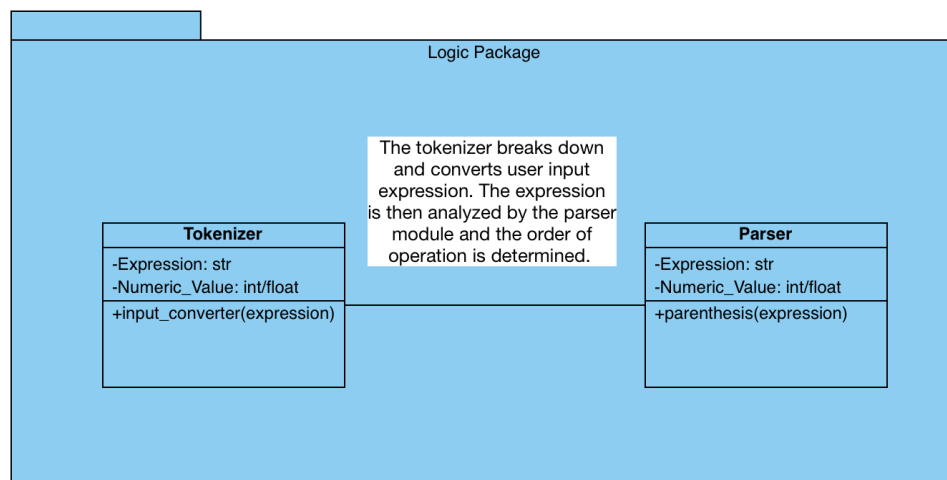 Logic Package
The tokenizer breaks down
and converts user input
expression. The expression
is then analyzed by the parser
module and the order of
operation is determined.
Tokenizer
-Expression: str
-Numeric_Value: int/float
+input_converter(expression)
Parser
-Expression: str
-Numeric_Value: int/float
+parenthesis(expression)